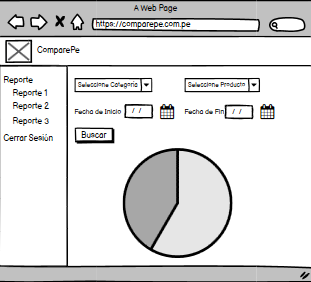 A Web Page
https://comparepe.com.pe
ComparePe
Reporte
Reporte 1
Reporte 2
Reporte 3
Cerrar Sesión
Seleccione Categoria
Seleccione Producto
Fecha de Inicio / /
Fecha de Fin / /
Buscar